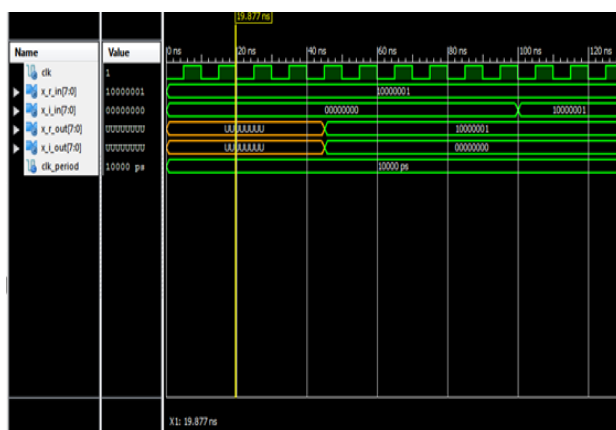 19.877 ns
Name Value 0 ns 20 ns 40 ns 60 ns 80 ns 100 ns 120 ns
clk 1
x_r_in[7:0] 10000001 10000001
x_i_in[7:0] 00000000 00000000 10000001
x_r_out[7:0] UUUUUUUU UUUUUUUU 10000001
x_i_out[7:0] UUUUUUUU UUUUUUUU 00000000
clk_period 10000 ps 10000 ps
X1: 19.877 ns